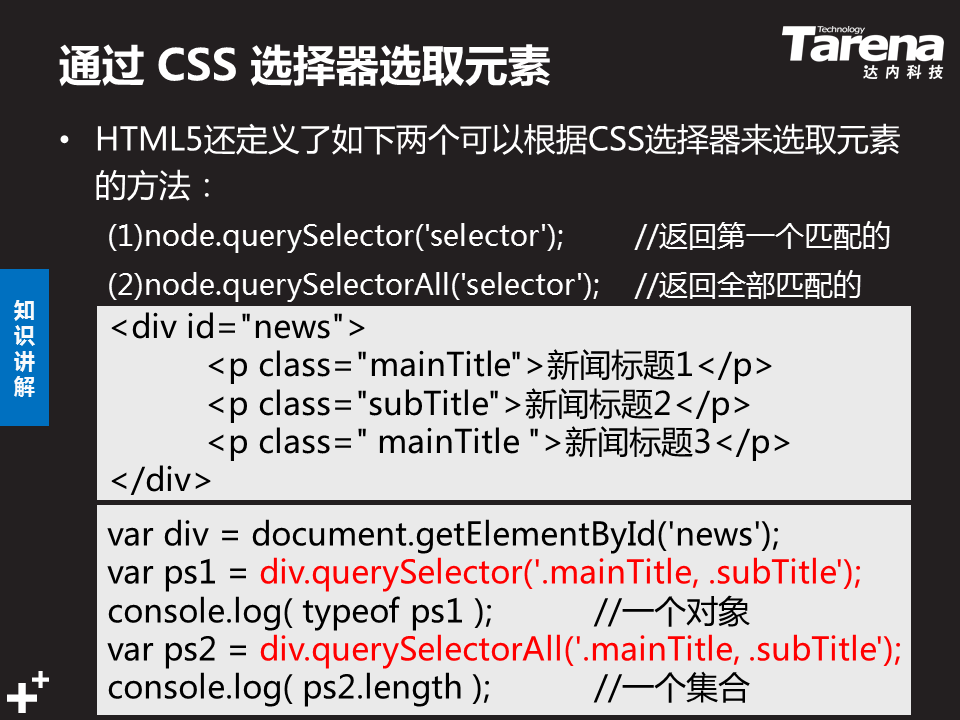 通过 CSS 选择器选取元素
Technology
Tarena
达内科技
• HTML5还定义了如下两个可以根据CSS选择器来选取元素
的方法：
(1)node.querySelector('selector'); //返回第一个匹配的
(2)node.querySelectorAll('selector'); //返回全部匹配的
知识讲解
<div id="news">
<p class="mainTitle">新闻标题1</p>
<p class="subTitle">新闻标题2</p>
<p class=" mainTitle ">新闻标题3</p>
</div>
var div = document.getElementById('news');
var ps1 = div.querySelector('.mainTitle, .subTitle');
console.log( typeof ps1 ); //一个对象
var ps2 = div.querySelectorAll('.mainTitle, .subTitle');
console.log( ps2.length ); //一个集合